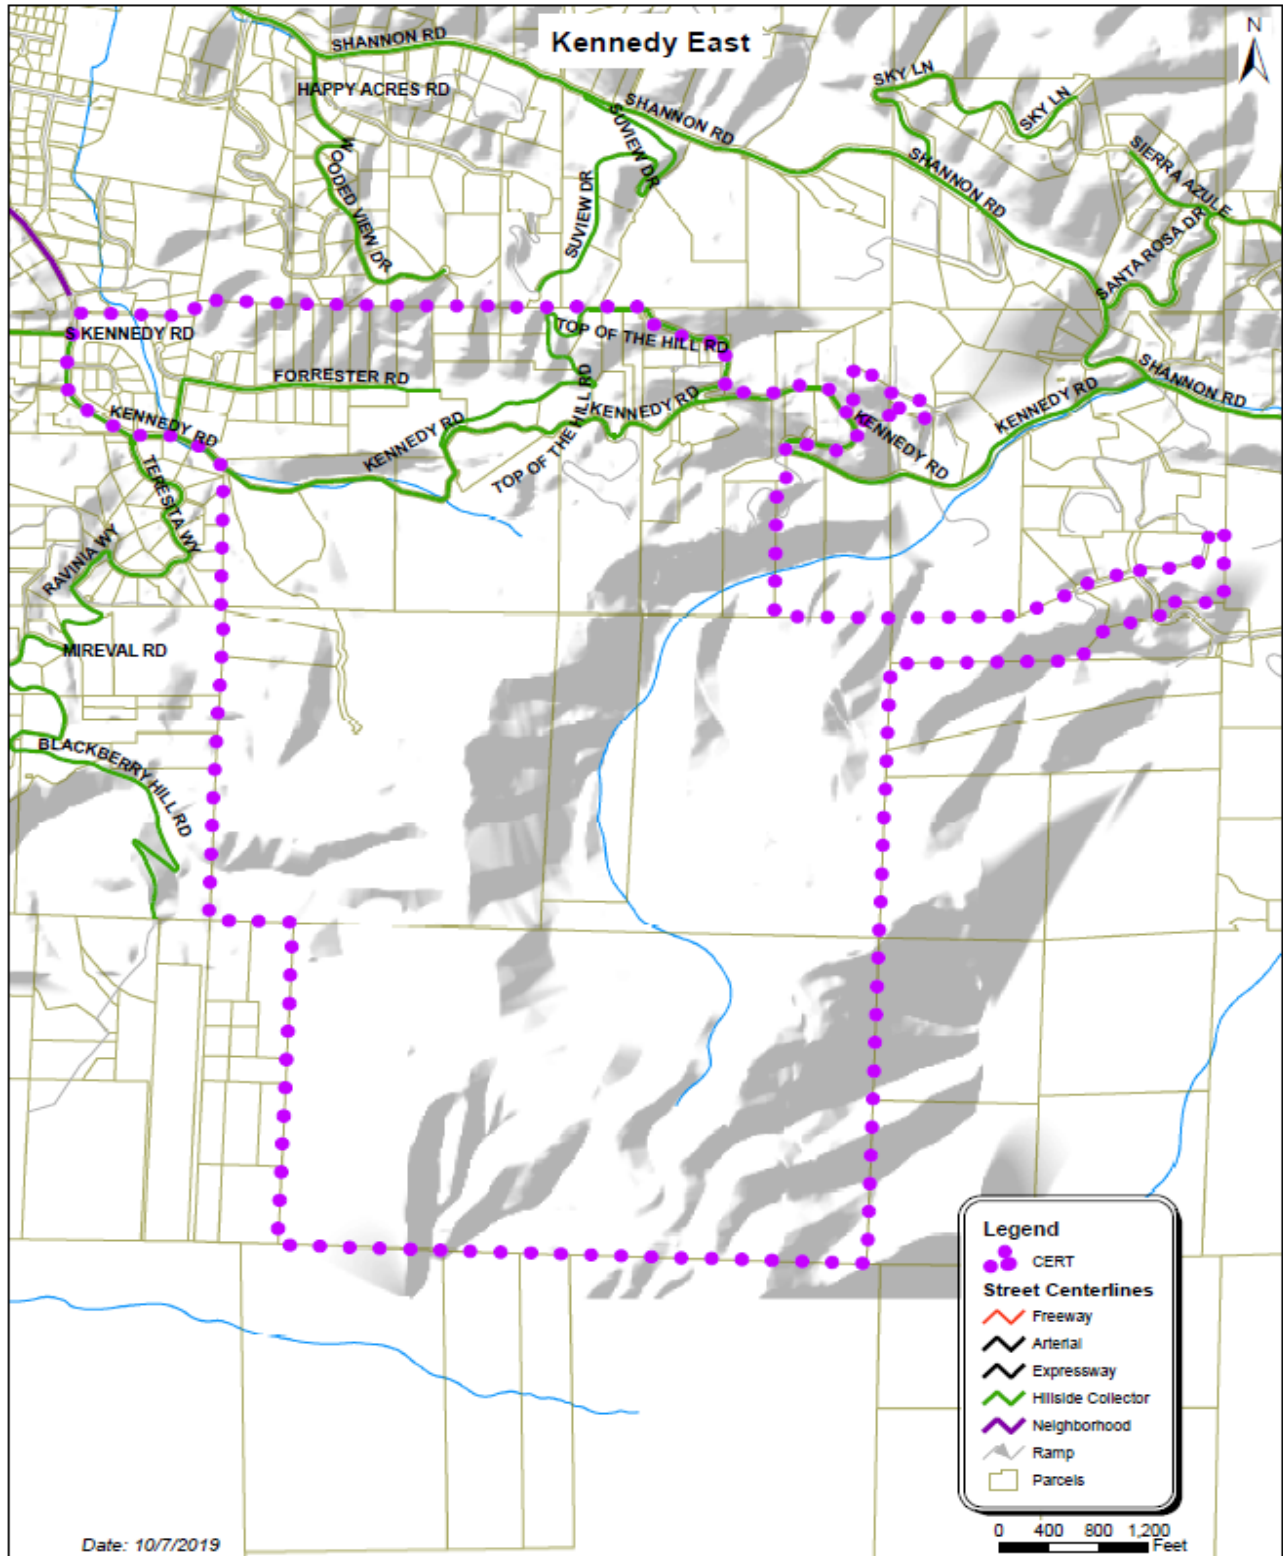 Kennedy East
N
SHANNON RD
HAPPY ACRES RD
SKY LN
SKY LN
SHANNON RD
SUVIEW DR
WOODED VIEW DR
SUVIEW DR
SHANNON RD
SIERRA AZULE
SANTA ROSA DR
S KENNEDY RD
TOP OF THE HILL RD
FORRESTER RD
SHANNON RD
KENNEDY RD
KENNEDY RD
KENNEDY RD
KENNEDY RD
KENNEDY RD
TOP OF THE HILL RD
TERESITA WY
RAVINIA WY
MIREVAL RD
BLACKBERRY HILL RD
Legend
CERT
Street Centerlines
Freeway
Arterial
Expressway
Hillside Collector
Neighborhood
Ramp
Parcels
0 400 800 1,200
Feet
Date: 10/7/2019